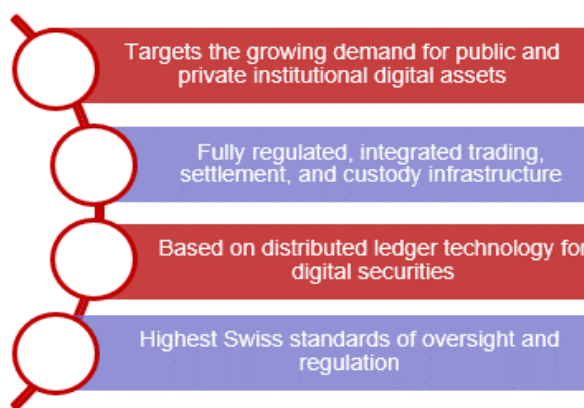 Targets the growing demand for public and
private institutional digital assets
Fully regulated, integrated trading,
settlement, and custody infrastructure
Based on distributed ledger technology for
digital securities
Highest Swiss standards of oversight and
regulation